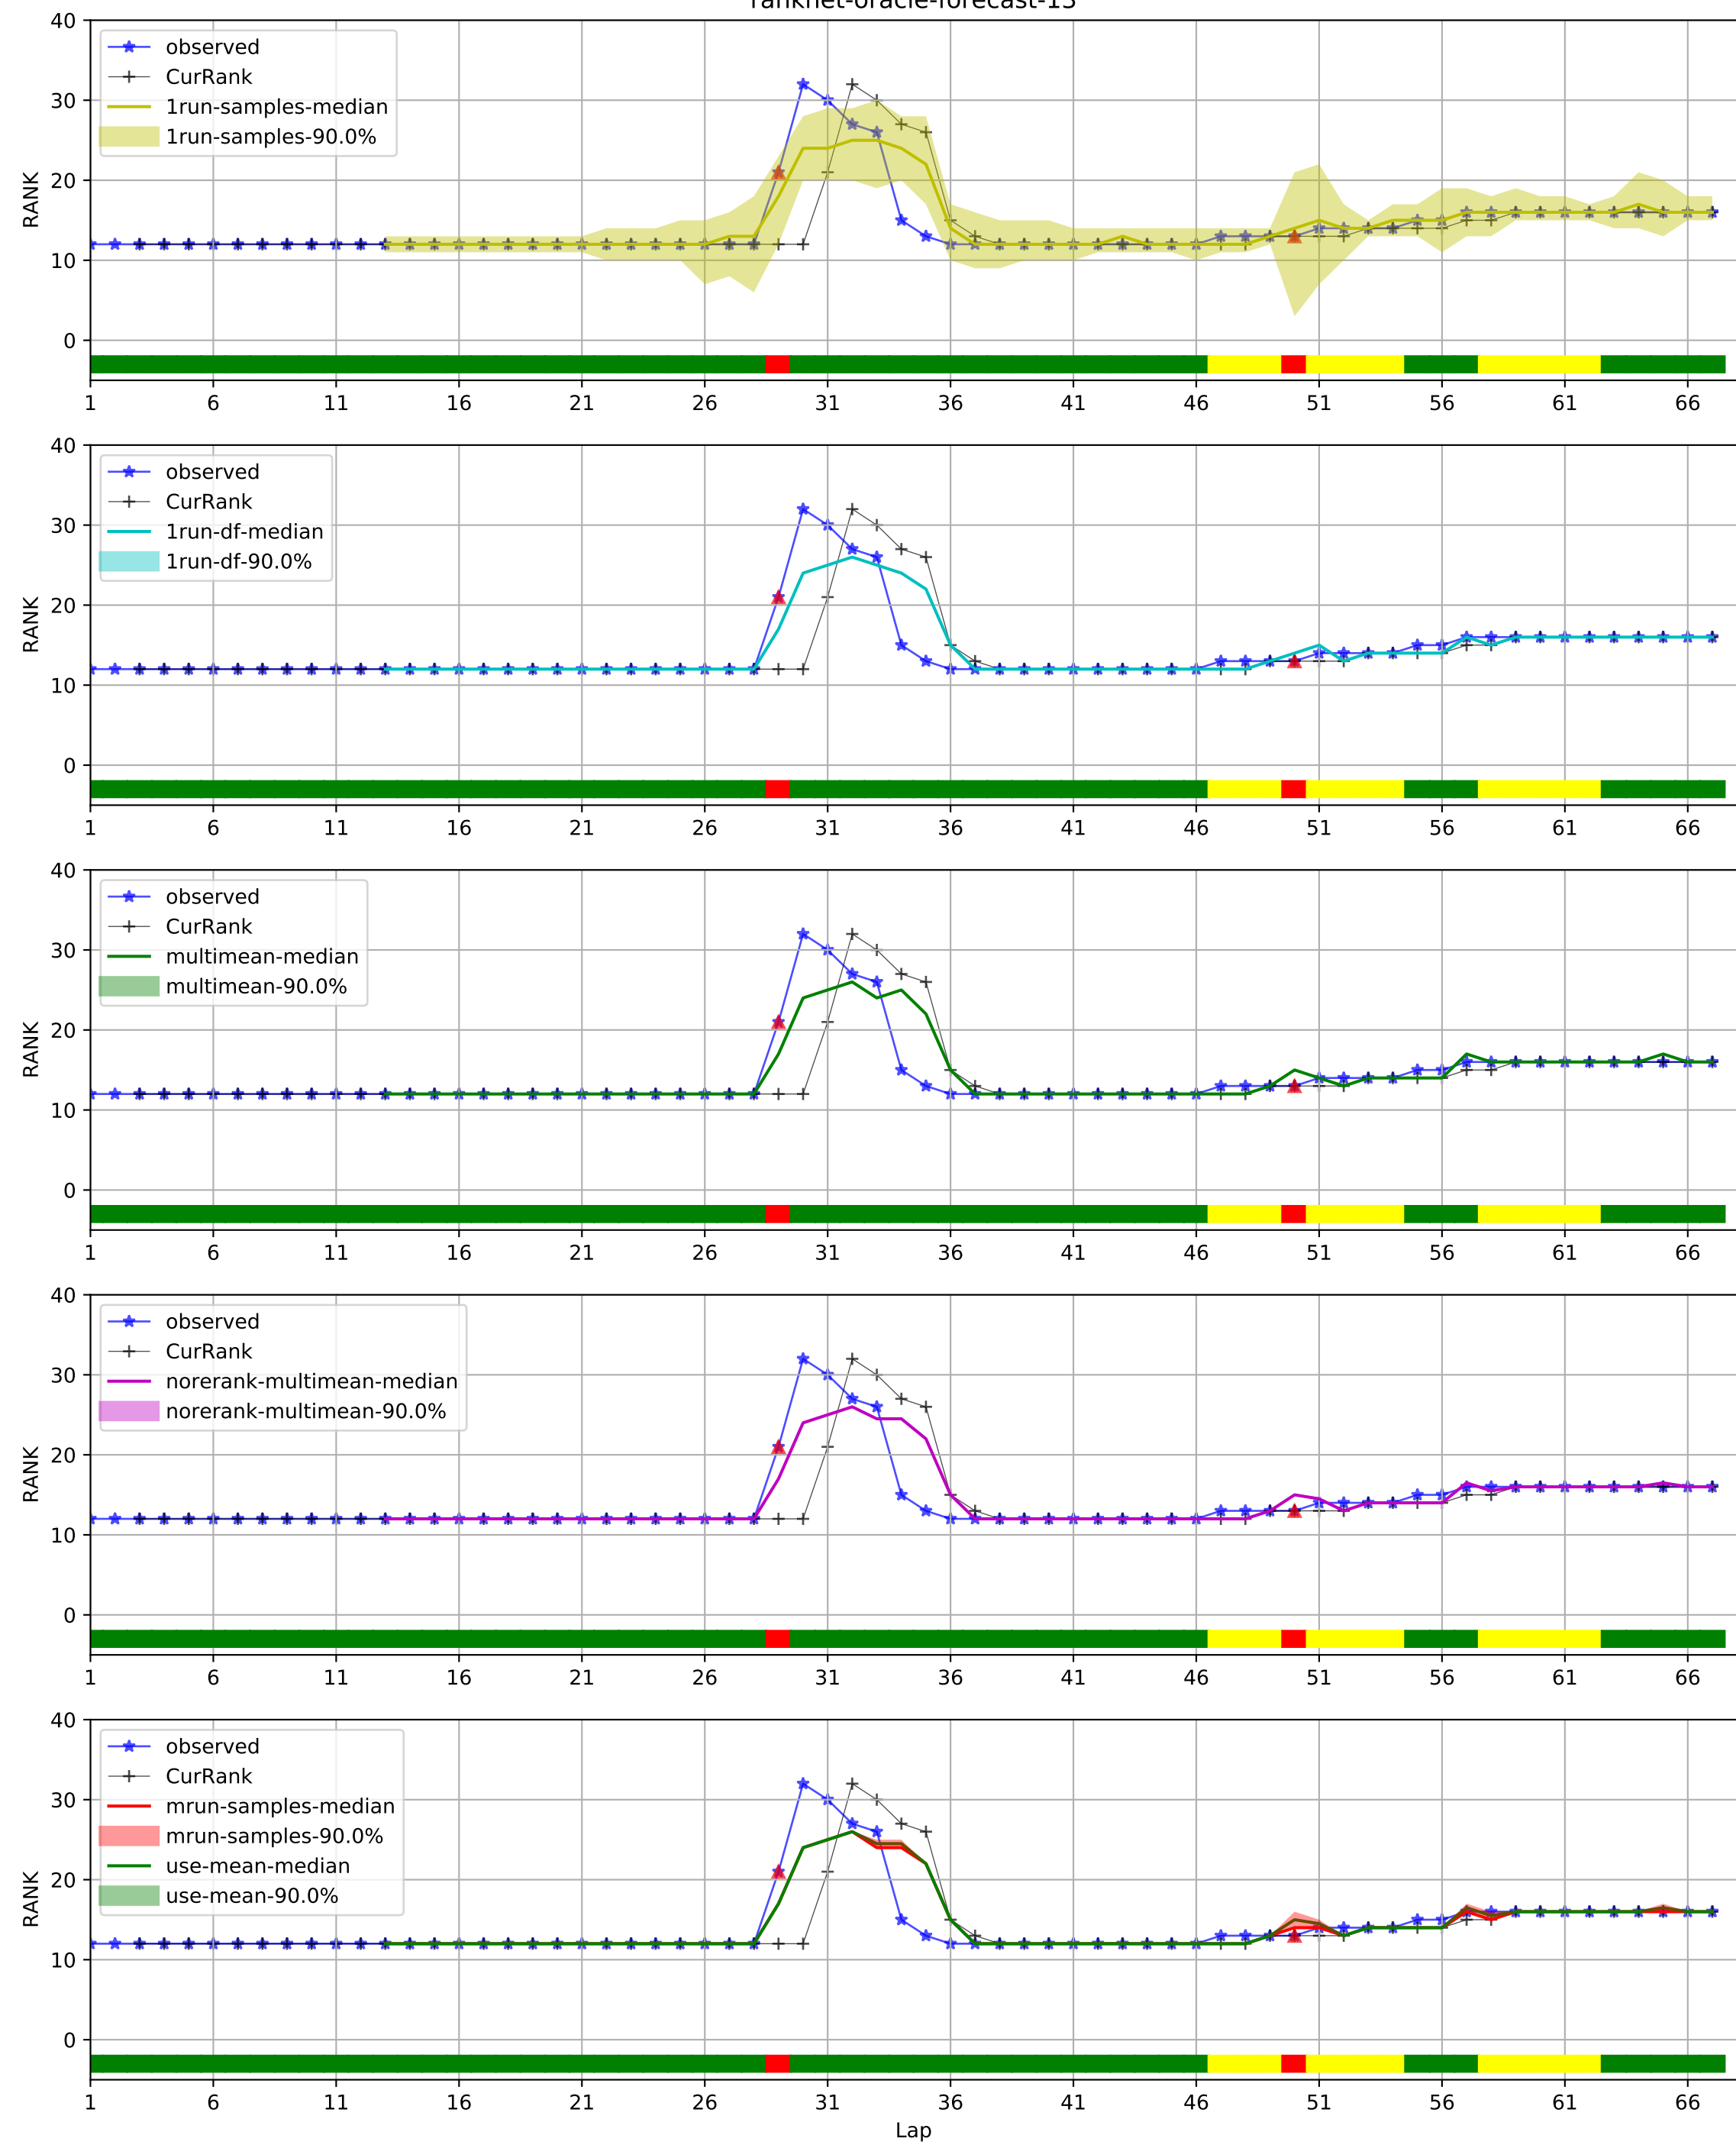 ranknet-oracle-forecast-13
40
30
20
10
0
RANK
observed
CurRank
1run-samples-median
1run-samples-90.0%
1 6 11 16 21 26 31 36 41 46 51 56 61 66
40
30
20
10
0
RANK
observed
CurRank
1run-df-median
1run-df-90.0%
1 6 11 16 21 26 31 36 41 46 51 56 61 66
40
30
20
10
0
RANK
observed
CurRank
multimean-median
multimean-90.0%
1 6 11 16 21 26 31 36 41 46 51 56 61 66
40
30
20
10
0
RANK
observed
CurRank
norerank-multimean-median
norerank-multimean-90.0%
1 6 11 16 21 26 31 36 41 46 51 56 61 66
40
30
20
10
0
RANK
observed
CurRank
mrun-samples-median
mrun-samples-90.0%
use-mean-median
use-mean-90.0%
1 6 11 16 21 26 31 36 41 46 51 56 61 66
Lap